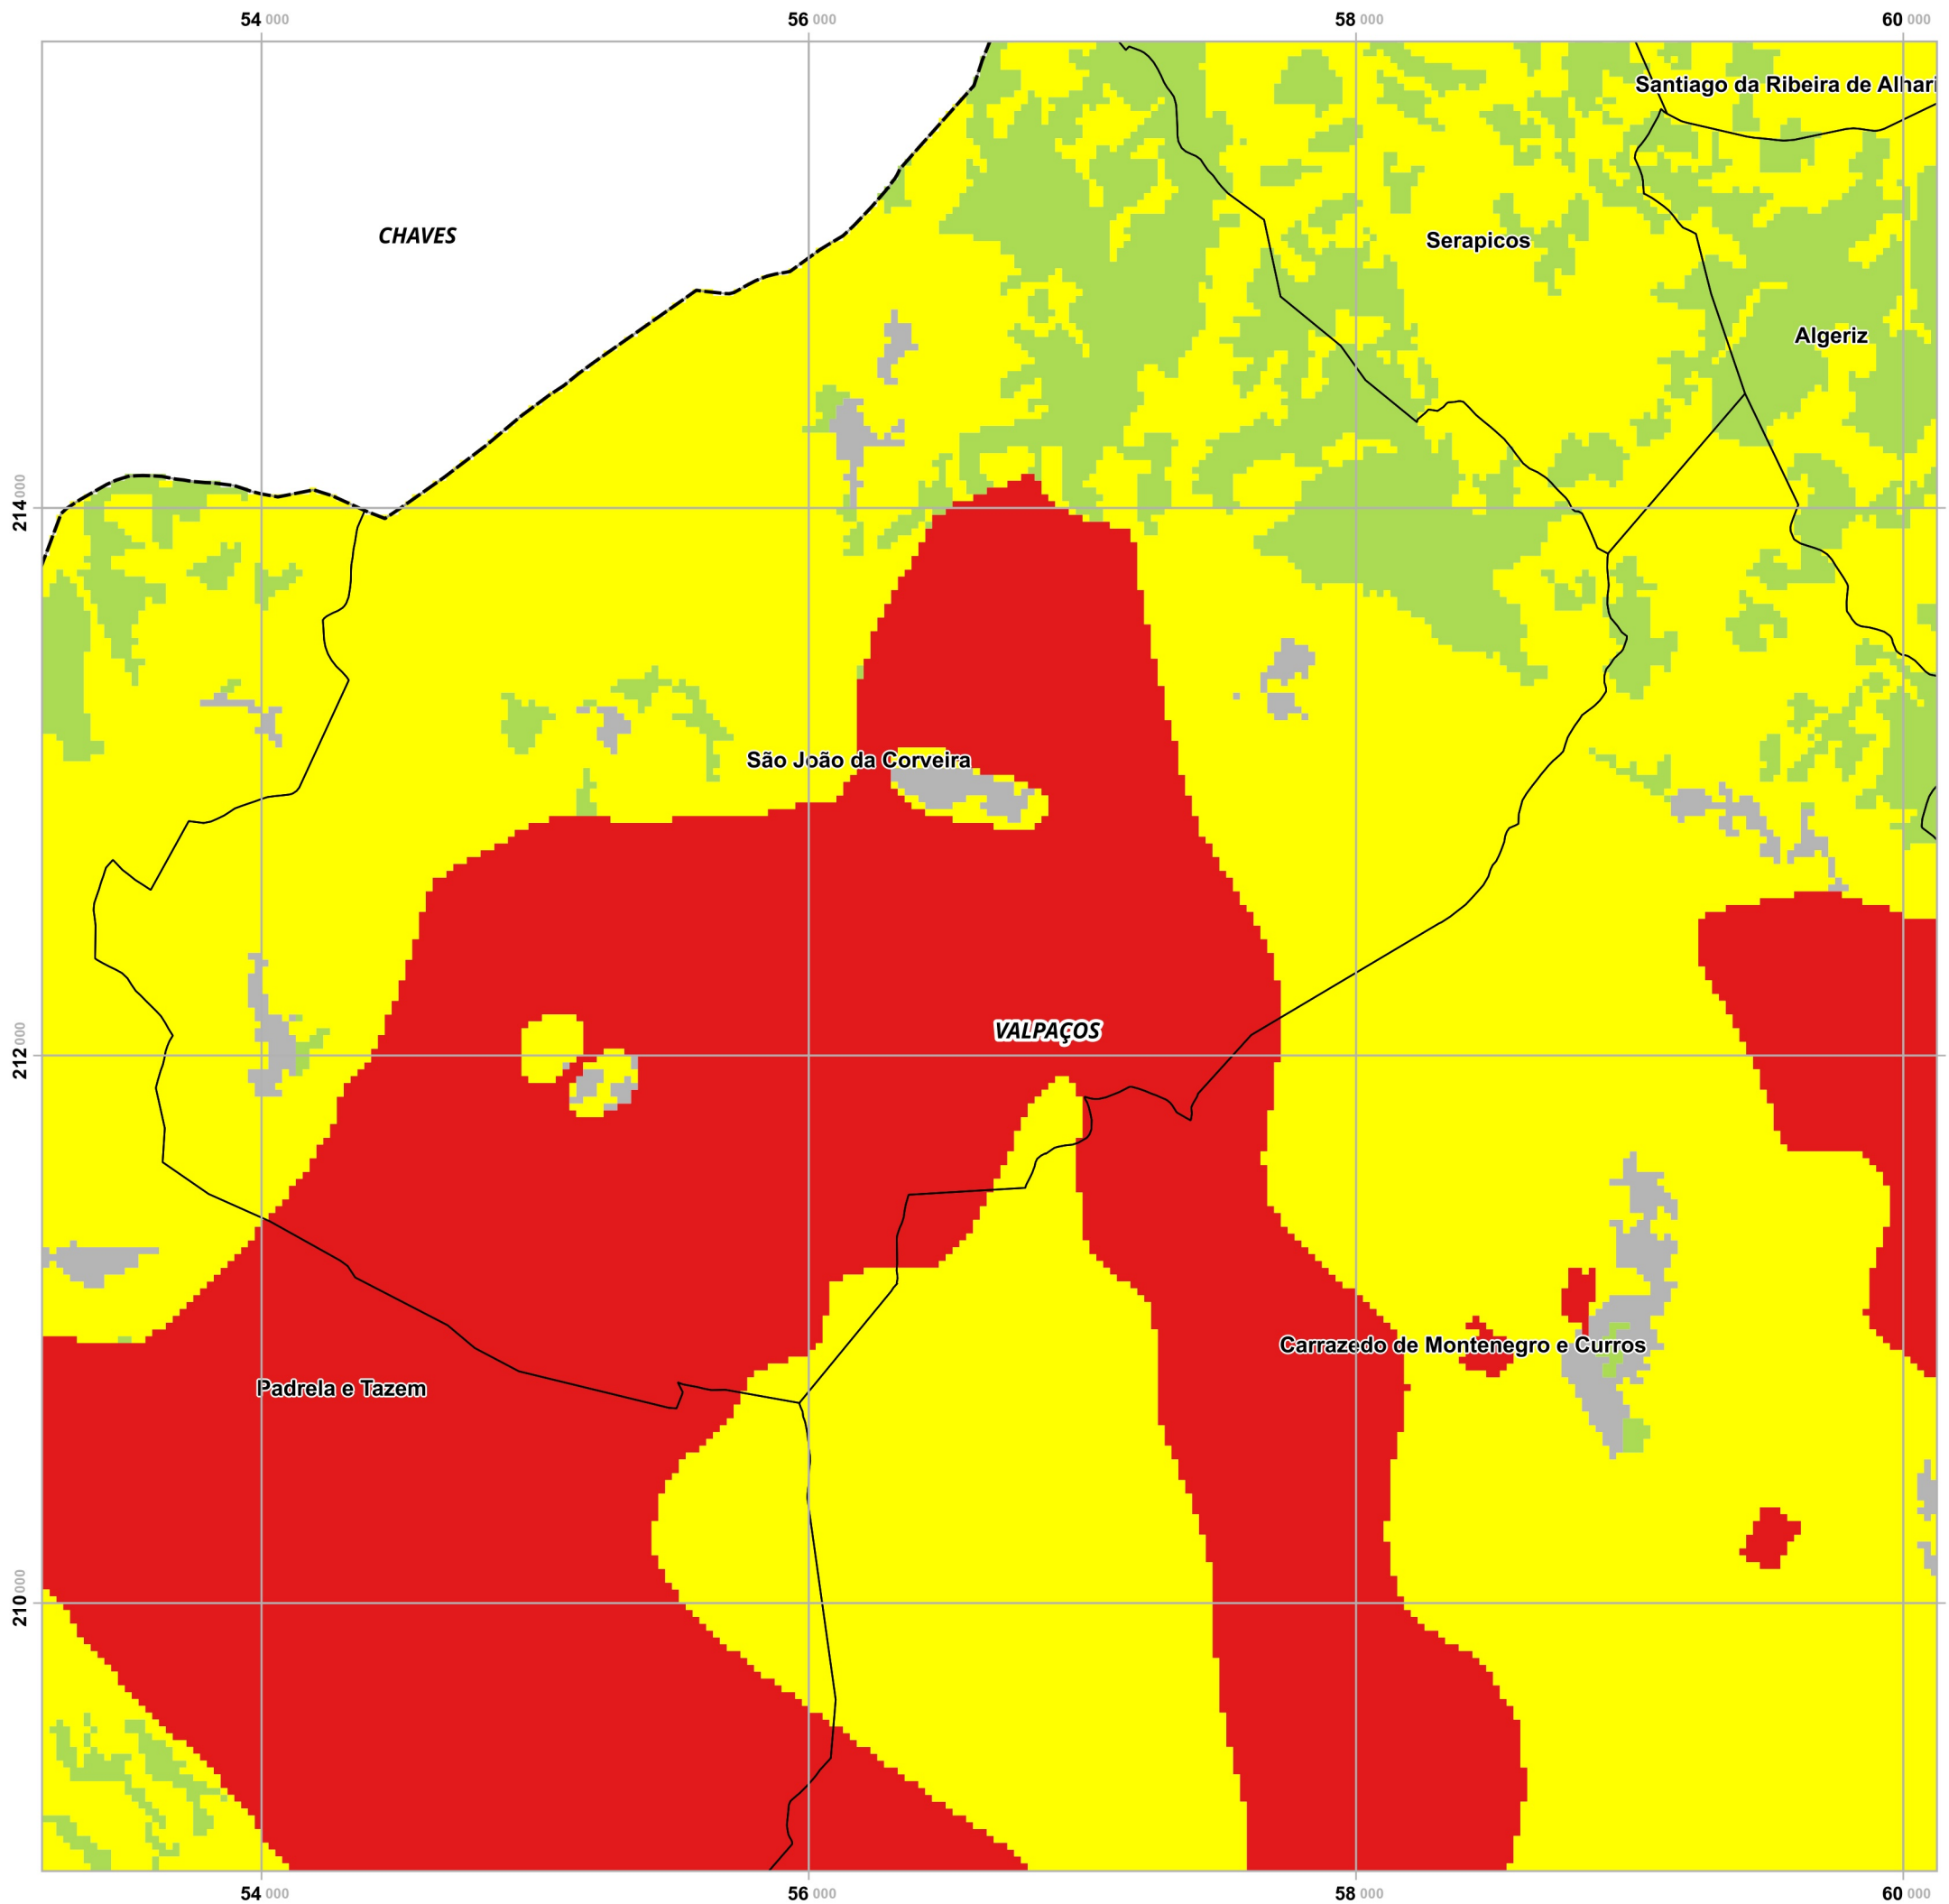 54 000 56 000 58 000 60 000
Santiago da Ribeira de Alhari
CHAVES
Serapicos
Algeriz
214 000
São João da Corveira
VALPAÇOS
212 000
Carrazedo de Montenegro e Curros
Padrela e Tazem
210 000
54 000 56 000 58 000 60 000